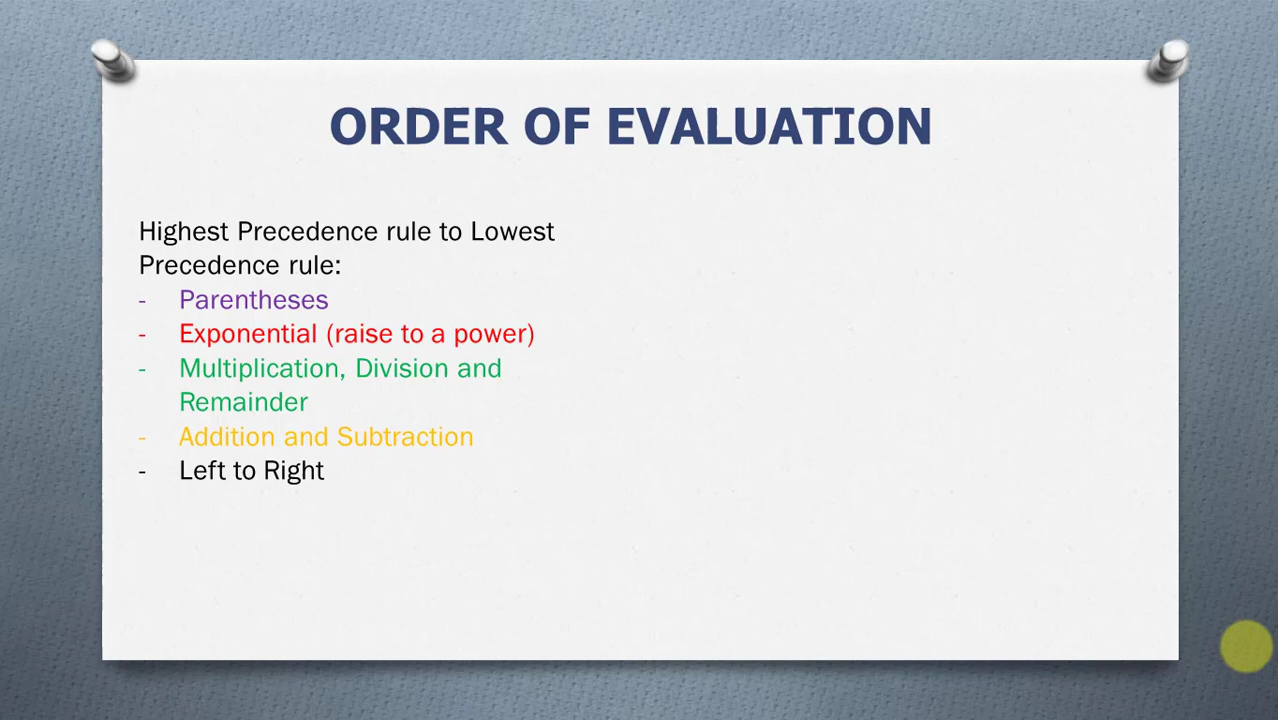 ORDER OF EVALUATION
Highest Precedence rule to Lowest
Precedence rule:
- Parentheses
- Exponential (raise to a power)
- Multiplication, Division and
Remainder
- Addition and Subtraction
- Left to Right